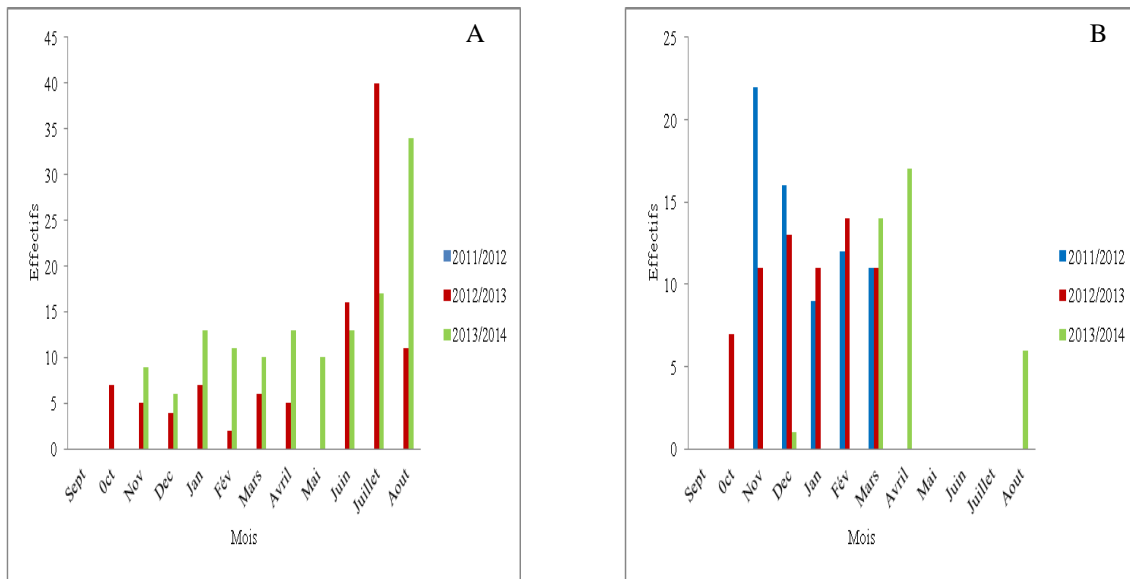 A
45
40
35
30
25
20
15
10
5
0
Effectifs
Sept
0ct
Nov
Dec
Jan
Fév
Mars
Avril
Mai
Juin
Juillet
Aout
Mois
2011/2012
2012/2013
2013/2014
B
25
20
15
10
5
0
Effectifs
Sept
0ct
Nov
Dec
Jan
Fév
Mars
Avril
Mai
Juin
Juillet
Aout
Mois
2011/2012
2012/2013
2013/2014